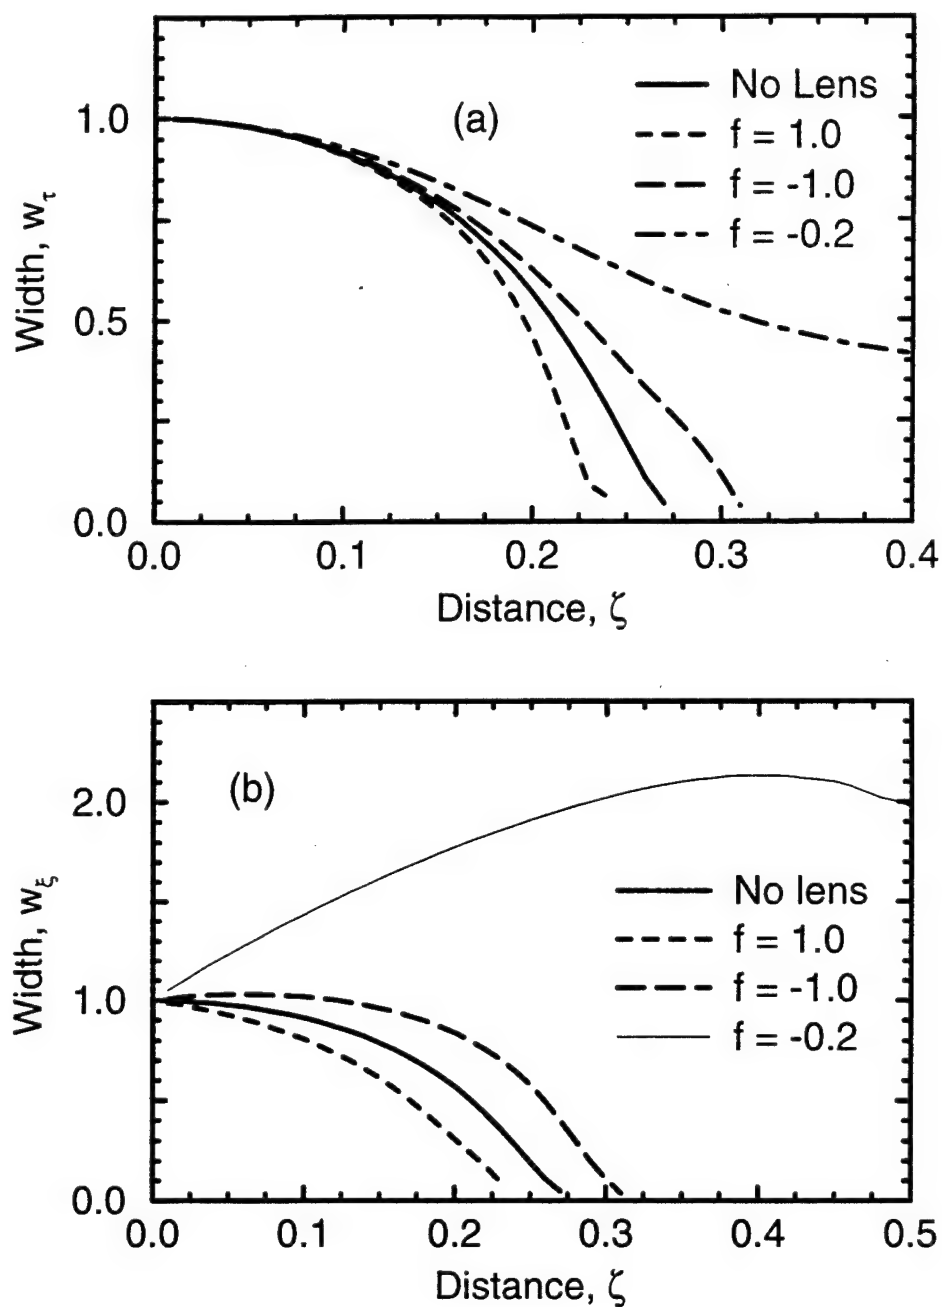 (a)
No Lens
f = 1.0
f = -1.0
f = -0.2
1.0
0.5
0.0
Width, wτ
0.0 0.1 0.2 0.3 0.4
Distance, ζ
(b)
2.0
1.0
0.0
Width, wξ
No lens
f = 1.0
f = -1.0
f = -0.2
0.0 0.1 0.2 0.3 0.4 0.5
Distance, ζ